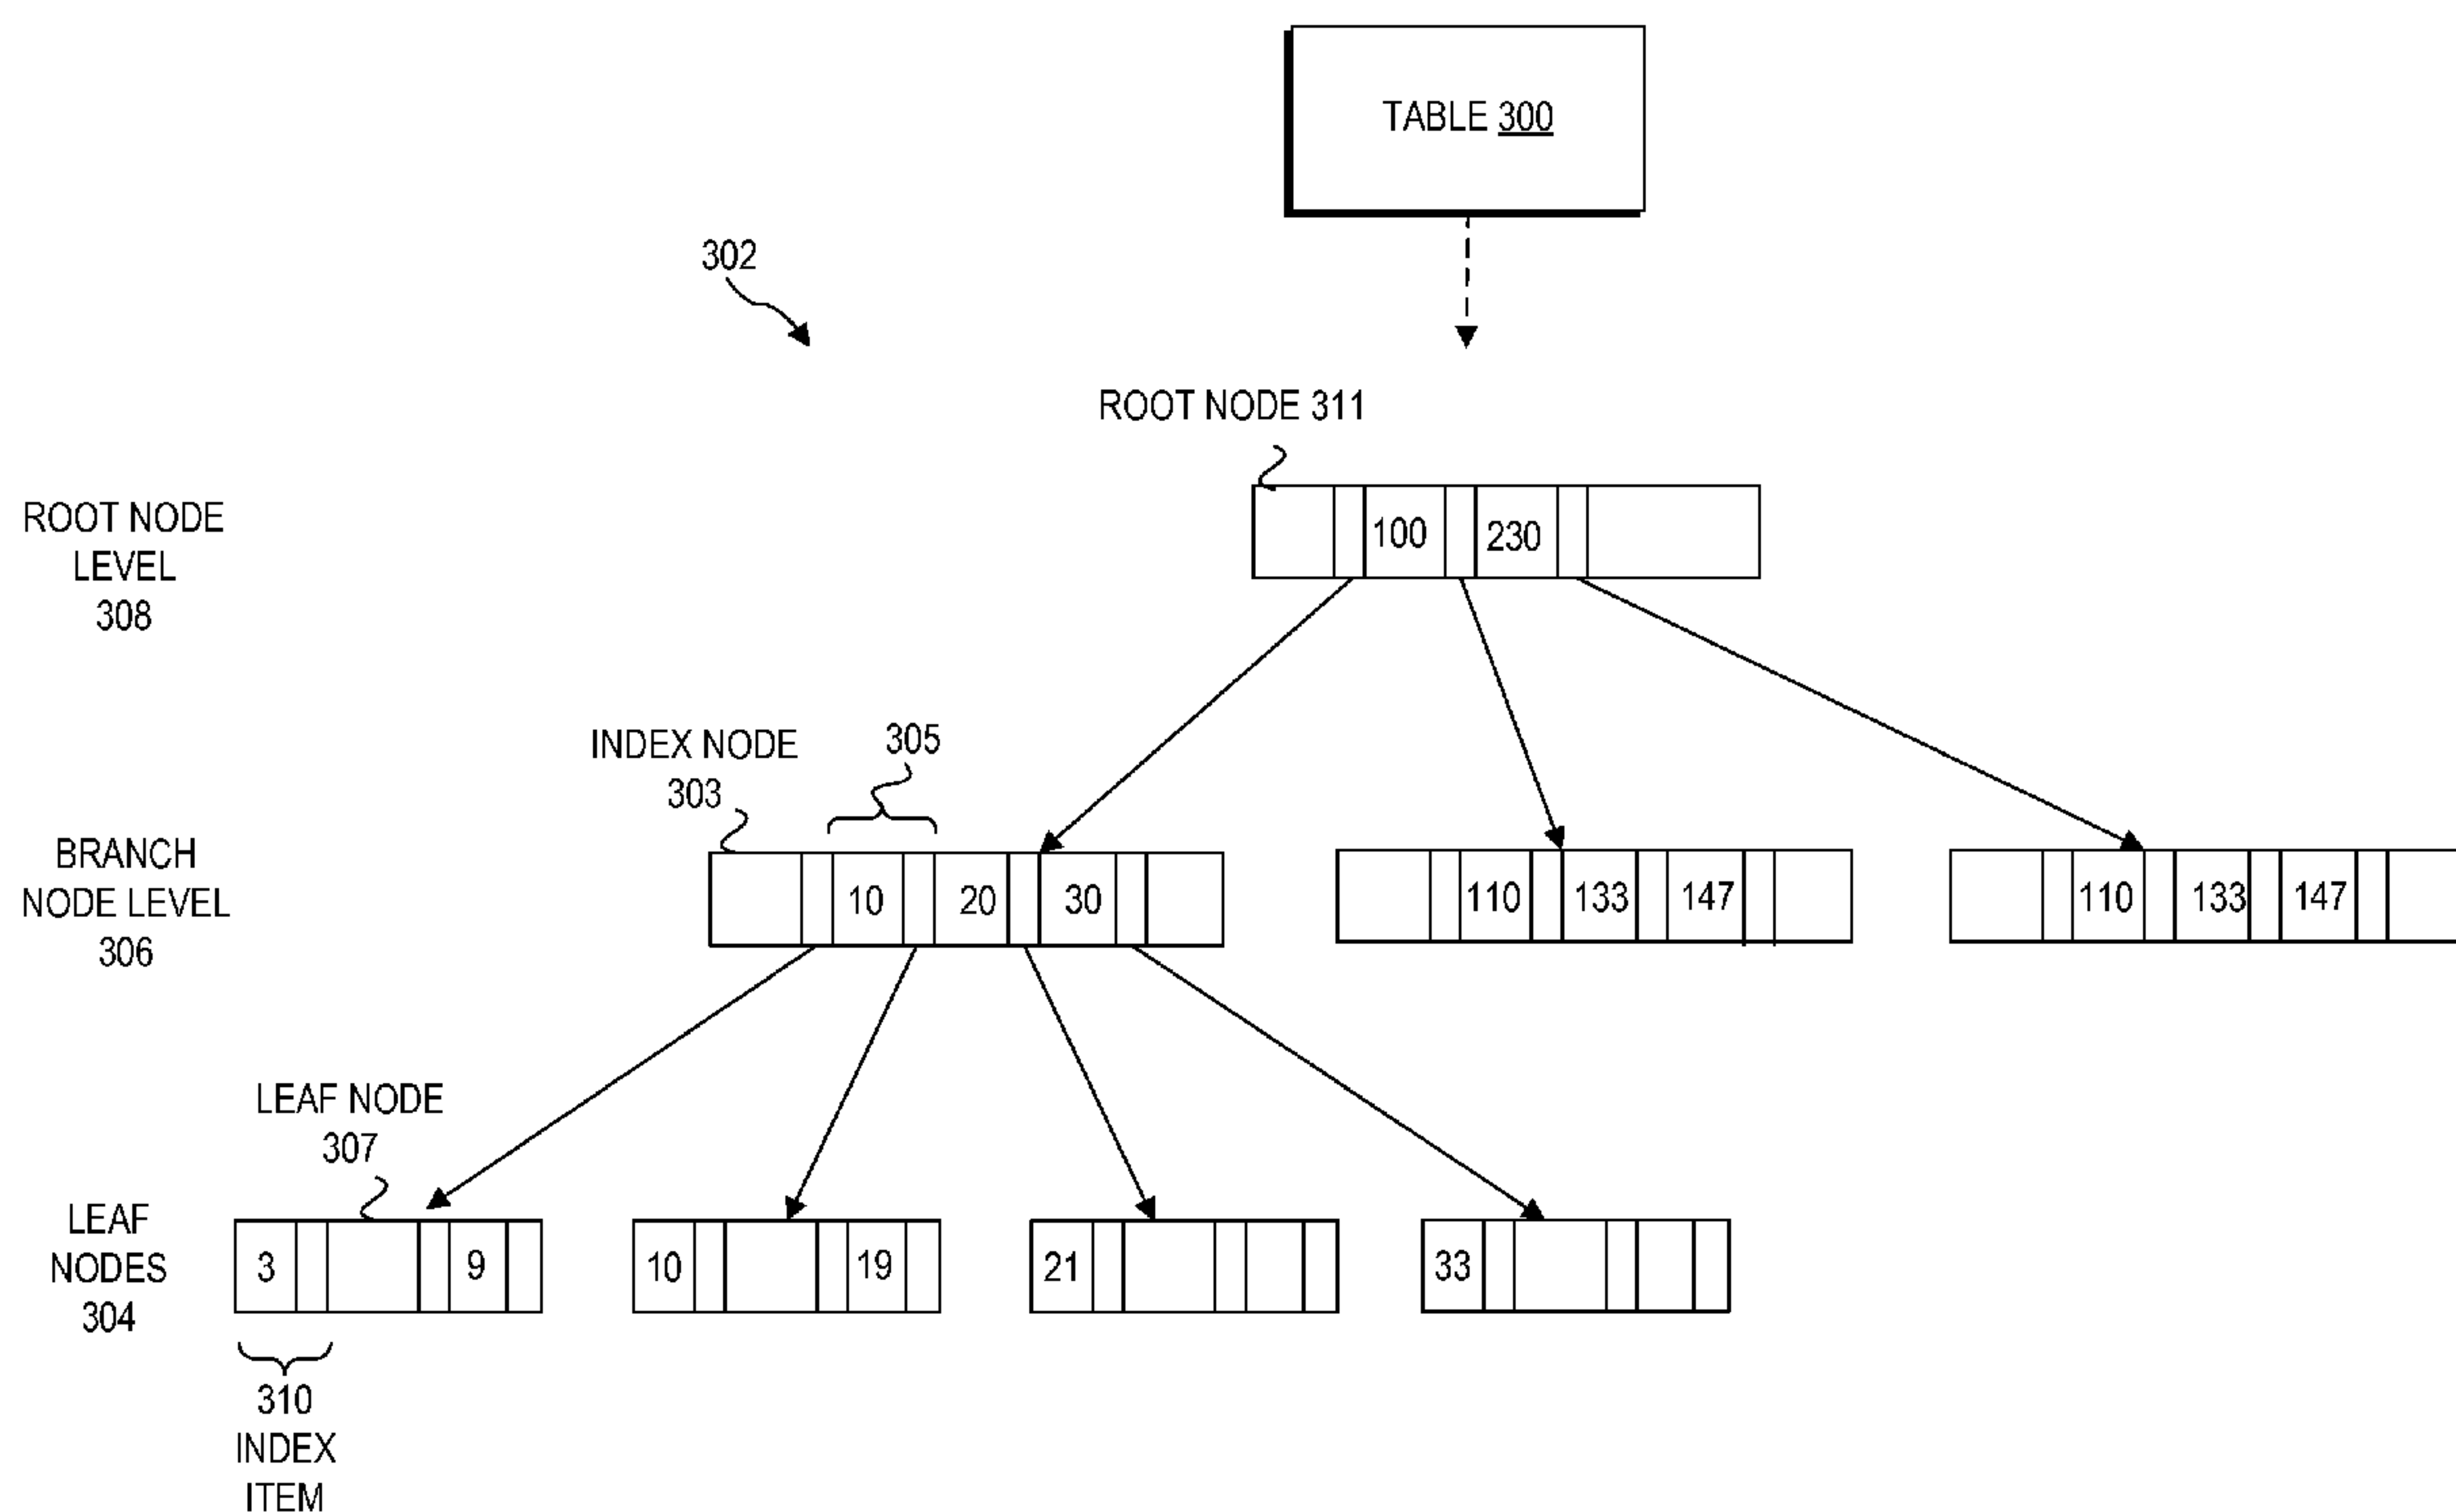 TABLE 300
302
ROOT NODE 311
ROOT NODE
LEVEL
308
100 230
INDEX NODE
303
305
BRANCH
NODE LEVEL
306
10 20 30
110 133 147
110 133 147
LEAF NODE
307
LEAF
NODES
304
3 9
10 19
21
33
310
INDEX
ITEM